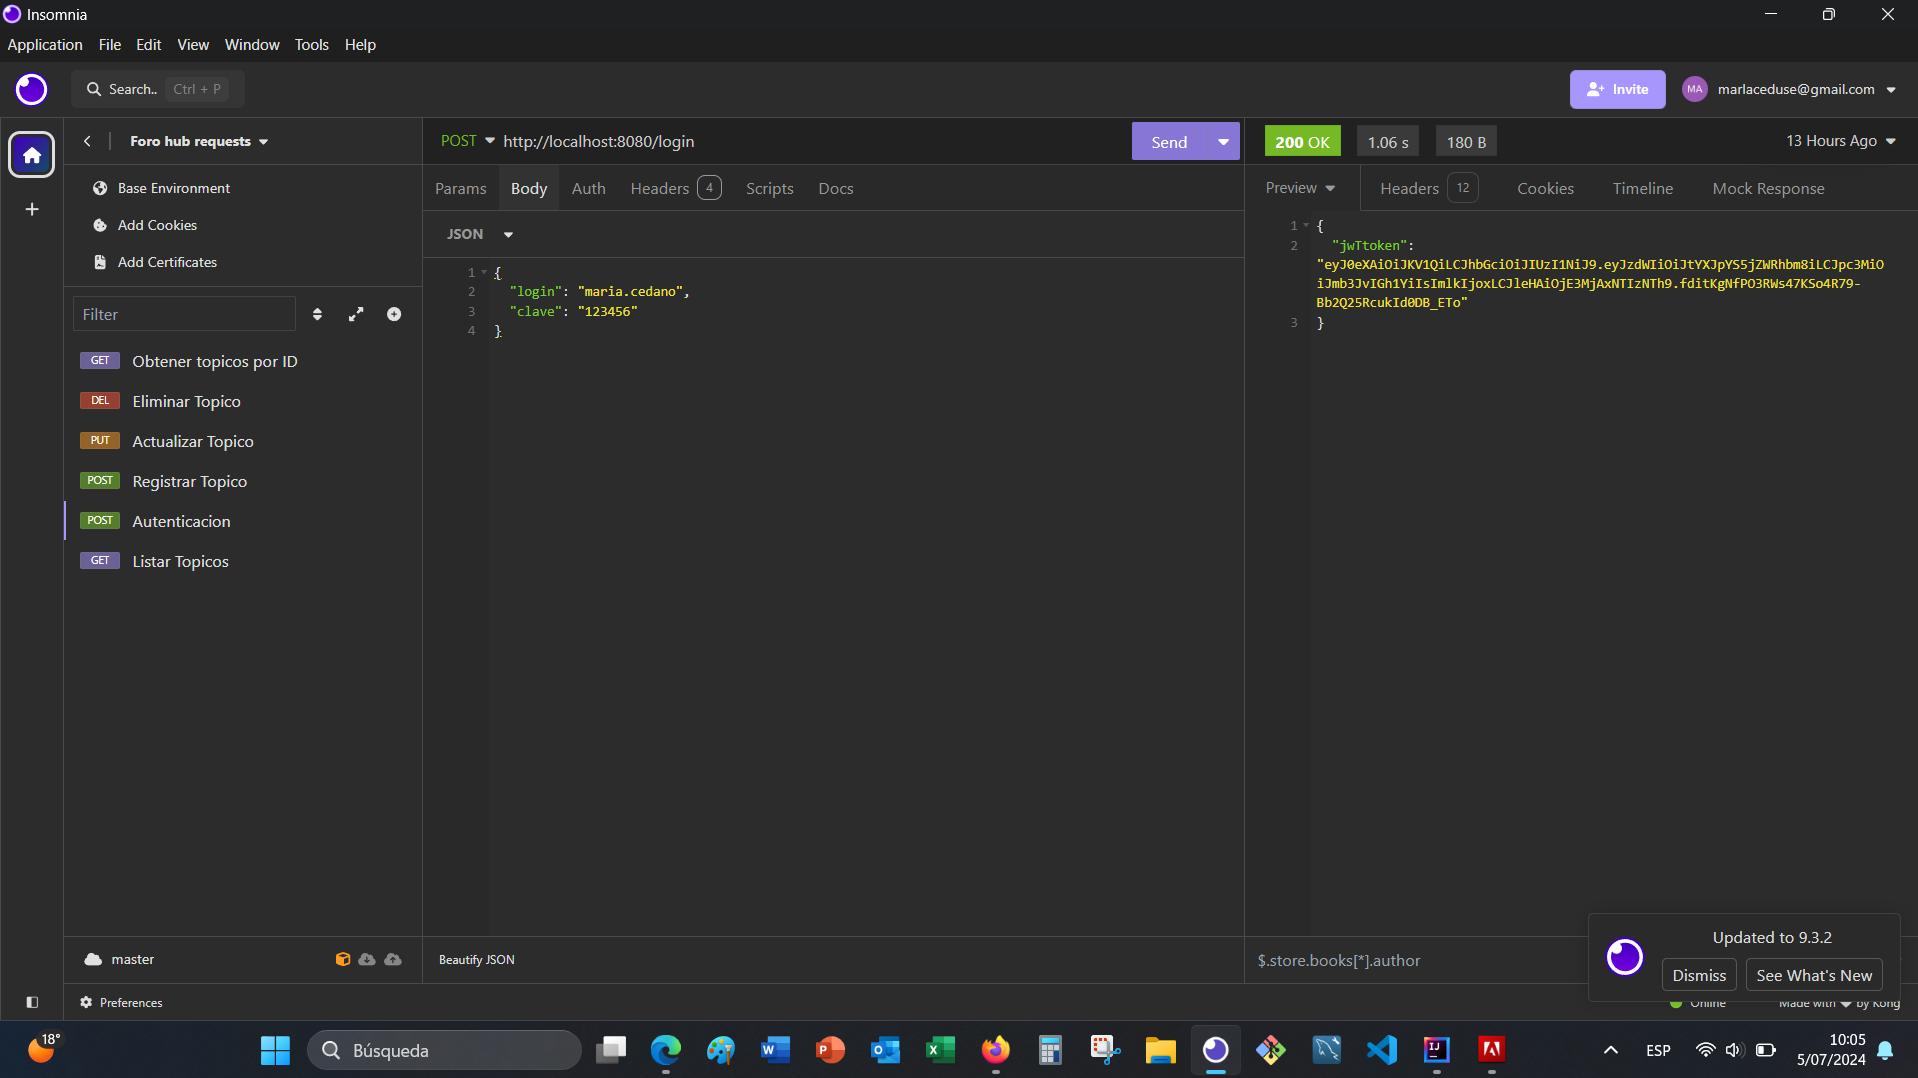 Insomnia
Application File Edit View Window Tools Help
Search.. Ctrl + P
Invite
MA marlaceduse@gmail.com
Foro hub requests
Base Environment
Add Cookies
Add Certificates
Filter
GET Obtener topicos por ID
DEL Eliminar Topico
PUT Actualizar Topico
POST Registrar Topico
POST Autenticacion
GET Listar Topicos
master
Preferences
POST http://localhost:8080/login
Send
Params Body Auth Headers 4 Scripts Docs
JSON
1 {
2 "login": "maria.cedano",
3 "clave": "123456"
4 }
Beautify JSON
200 OK 1.06 s 180 B
13 Hours Ago
Preview Headers 12 Cookies Timeline Mock Response
1 {
2 "jwTtoken":
"eyJ0eXAiOiJKV1QiLCJhbGciOiJIUzI1NiJ9.eyJzdWIiOiJtYXJpYS5jZWRhbm8iLCJpc3MiO
iJmb3JvIGh1YiIsImlkIjoxLCJleHAiOjE3MjAxNTIzNTh9.fditKgNfPO3RWs47KSo4R79-
Bb2Q25RcukId0DB_ETo"
3 }
$.store.books[*].author
Updated to 9.3.2
Dismiss See What's New
Online
Made with by Kong
18°
Búsqueda
ESP
10:05
5/07/2024